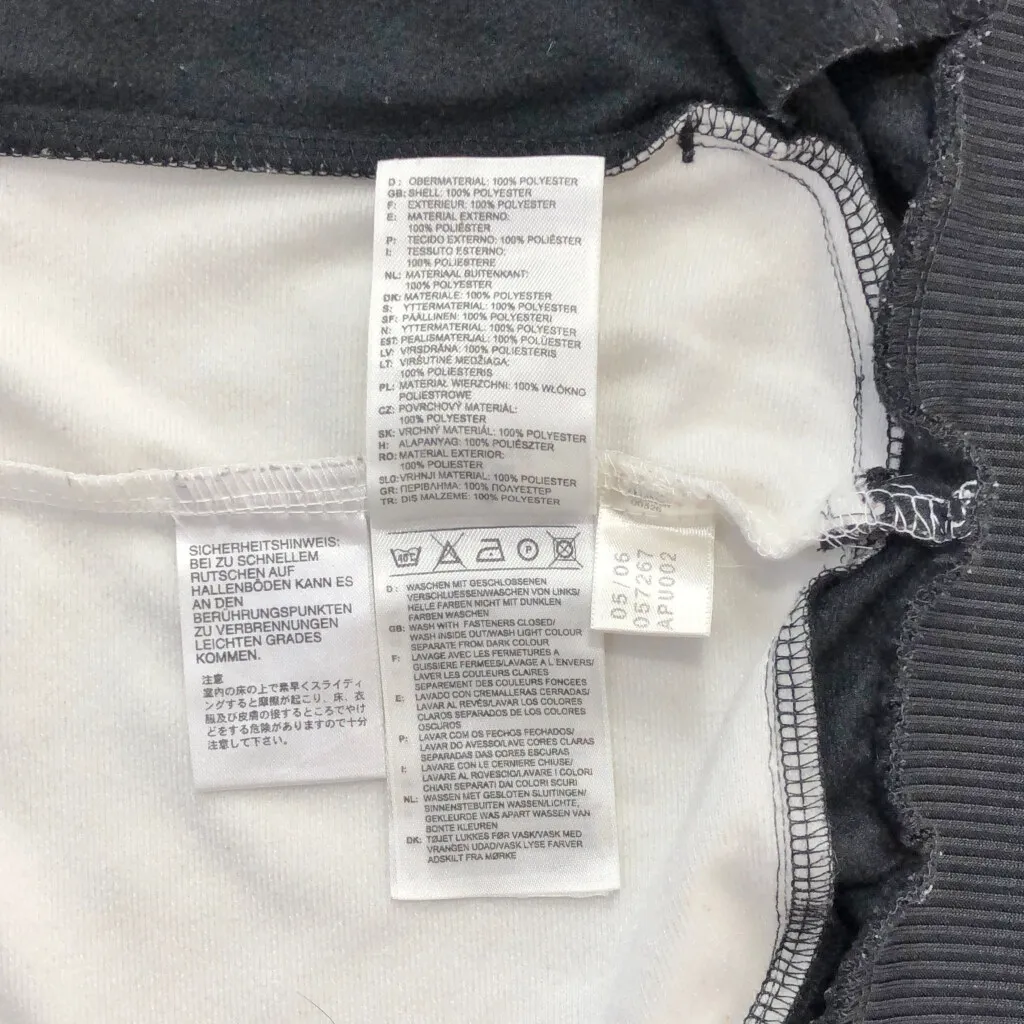 D: OBERMATERIAL: 100% POLYESTER
GB: SHELL: 100% POLYESTER
F: EXTERIEUR: 100% POLYESTER
E: MATERIAL EXTERNO:
100% POLIÉSTER
P: TECIDO EXTERNO: 100% POLIÉSTER
I: TESSUTO ESTERNO:
100% POLIESTERE
NL: MATERIAAL BUITENKANT:
100% POLYESTER
DK: MATERIALE: 100% POLYESTER
S: YTTERMATERIAL: 100% POLYESTER
SF: PÄÄLLINEN: 100% POLYESTERI
N: YTTERMATERIAL: 100% POLYESTER
EST: PEALISMATERJAL: 100% POLÜESTER
LV: VIRSDRĀNA: 100% POLIESTERIS
LT: VIRŠUTINĖ MEDŽIAGA:
100% POLIESTERIS
PL: MATERIAŁ WIERZCHNI: 100% WŁÓKNO
POLIESTROWE
CZ: POVRCHOVÝ MATERIÁL:
100% POLYESTER
SK: VRCHNÝ MATERIÁL: 100% POLYESTER
H: ALAPANYAG: 100% POLIÉSZTER
RO: MATERIAL EXTERIOR:
100% POLIESTER
SLO: VRHNJI MATERIAL: 100% POLYESTER
GR: ΠΕΡΙΒΛΗΜΑ: 100% ΠΟΛΥΕΣΤΕΡ
TR: DIS MALZEME: 100% POLYESTER
40°C
P
D: WASCHEN MIT GESCHLOSSENEN
VERSCHLUESSEN/WASCHEN VON LINKS/
HELLE FARBEN NICHT MIT DUNKLEN
FARBEN WASCHEN
GB: WASH WITH FASTENERS CLOSED/
WASH INSIDE OUT/WASH LIGHT COLOUR
SEPARATE FROM DARK COLOUR
F: LAVAGE AVEC LES FERMETURES A
GLISSIERE FERMEES/LAVAGE A L'ENVERS/
LAVER LES COULEURS CLAIRES
SEPAREMENT DES COULEURS FONCEES
E: LAVADO CON CREMALLERAS CERRADAS/
LAVAR AL REVÉS/LAVAR LOS COLORES
CLAROS SEPARADOS DE LOS COLORES
OSCUROS
P: LAVAR COM OS FECHOS FECHADOS/
LAVAR DO AVESSO/LAVE CORES CLARAS
SEPARADAS DAS CORES ESCURAS
I: LAVARE CON LE CERNIERE CHIUSE/
LAVARE AL ROVESCIO/LAVARE I COLORI
CHIARI SEPARATI DAI COLORI SCURI
NL: WASSEN MET GESLOTEN SLUITINGEN/
BINNENSTEBUITEN WASSEN/LICHTE,
GEKLEURDE WAS APART WASSEN VAN
BONTE KLEUREN
DK: TØJET LUKKES FØR VASK/VASK MED
VRANGEN UDAD/VASK LYSE FARVER
ADSKILT FRA MØRKE
SICHERHEITSHINWEIS:
BEI ZU SCHNELLEM
RUTSCHEN AUF
HALLENBÖDEN KANN ES
AN DEN
BERÜHRUNGSPUNKTEN
ZU VERBRENNUNGEN
LEICHTEN GRADES
KOMMEN.
注意
室内の床の上で素早くスライディ
ングすると摩擦が起こり、床、衣
服及び皮膚の接するところでやけ
どをする危険がありますので十分
注意して下さい。
05/06
057267
APU002